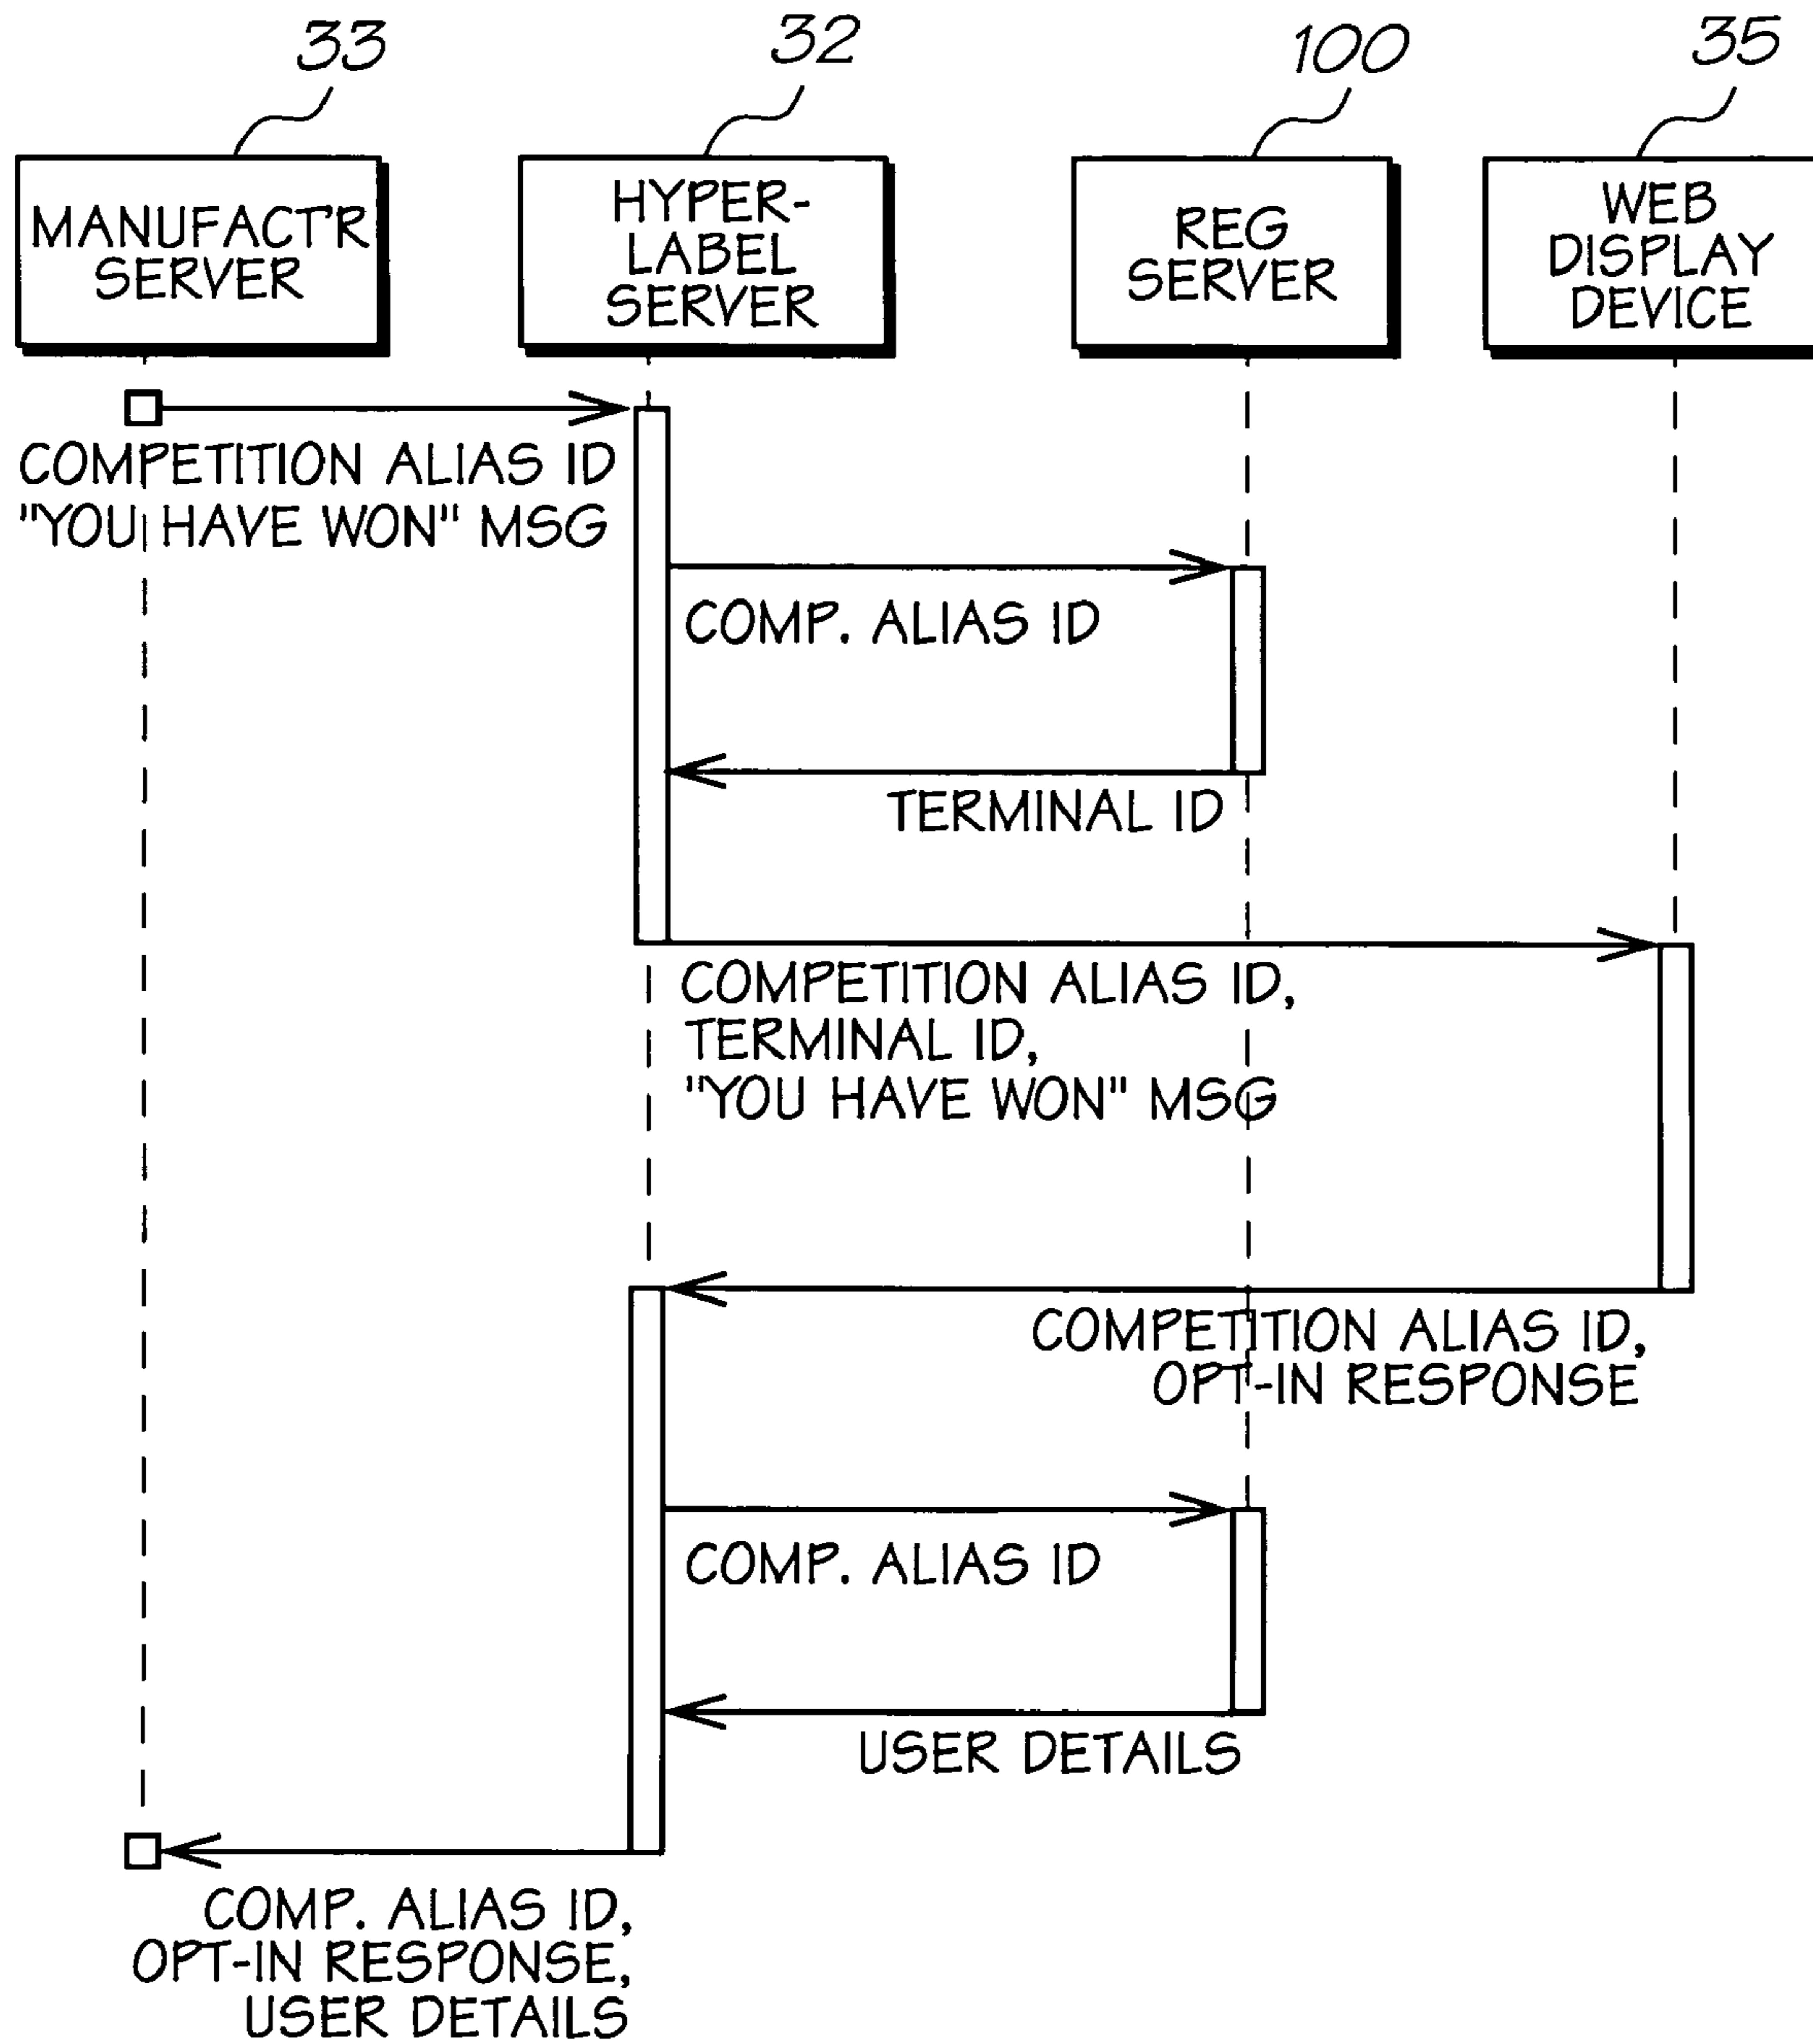 33
32
100
35
MANUFACT'R
SERVER
HYPER-
LABEL
SERVER
REG
SERVER
WEB
DISPLAY
DEVICE
COMPETITION ALIAS ID
"YOU HAVE WON" MSG
COMP. ALIAS ID
TERMINAL ID
COMPETITION ALIAS ID,
TERMINAL ID,
"YOU HAVE WON" MSG
COMPETITION ALIAS ID,
OPT-IN RESPONSE
COMP. ALIAS ID
USER DETAILS
COMP. ALIAS ID,
OPT-IN RESPONSE,
USER DETAILS